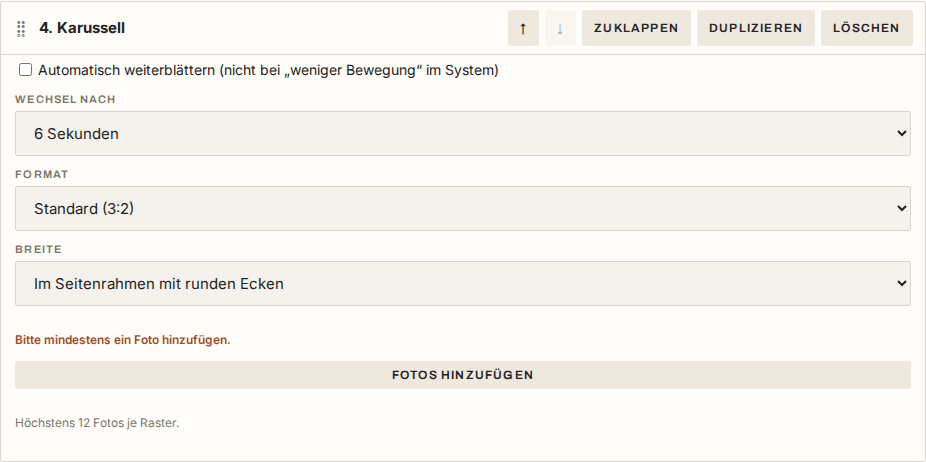 4. Karussell ↑ ↓ ZUKLAPPEN DUPLIZIEREN LÖSCHEN
Automatisch weiterblättern (nicht bei „weniger Bewegung“ im System)
WECHSEL NACH
6 Sekunden
FORMAT
Standard (3:2)
BREITE
Im Seitenrahmen mit runden Ecken
Bitte mindestens ein Foto hinzufügen.
FOTOS HINZUFÜGEN
Höchstens 12 Fotos je Raster.